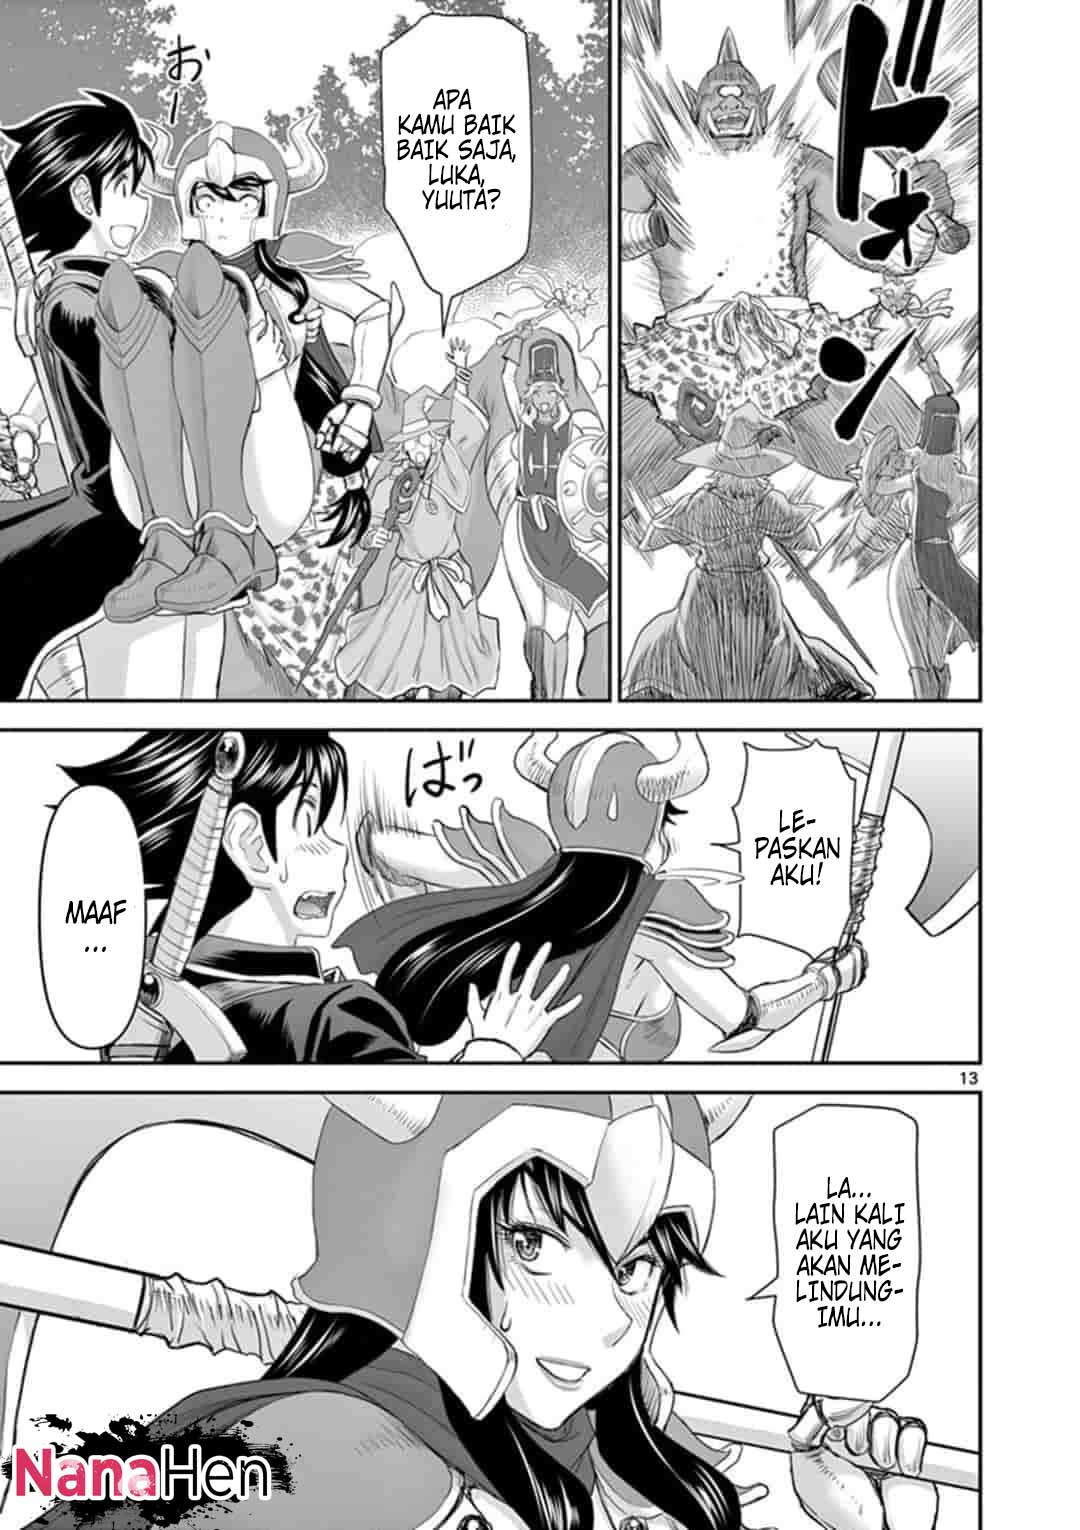 ドォン
APA
KAMU BAIK
BAIK SAJA,
LUKA,
YUUTA?
おー
LE-
PASKAN
AKU!
ばっ
MAAF
...
13
LA...
LAIN KALI
AKU YANG
AKAN ME-
LINDUNG-
IMU...
NanaHen